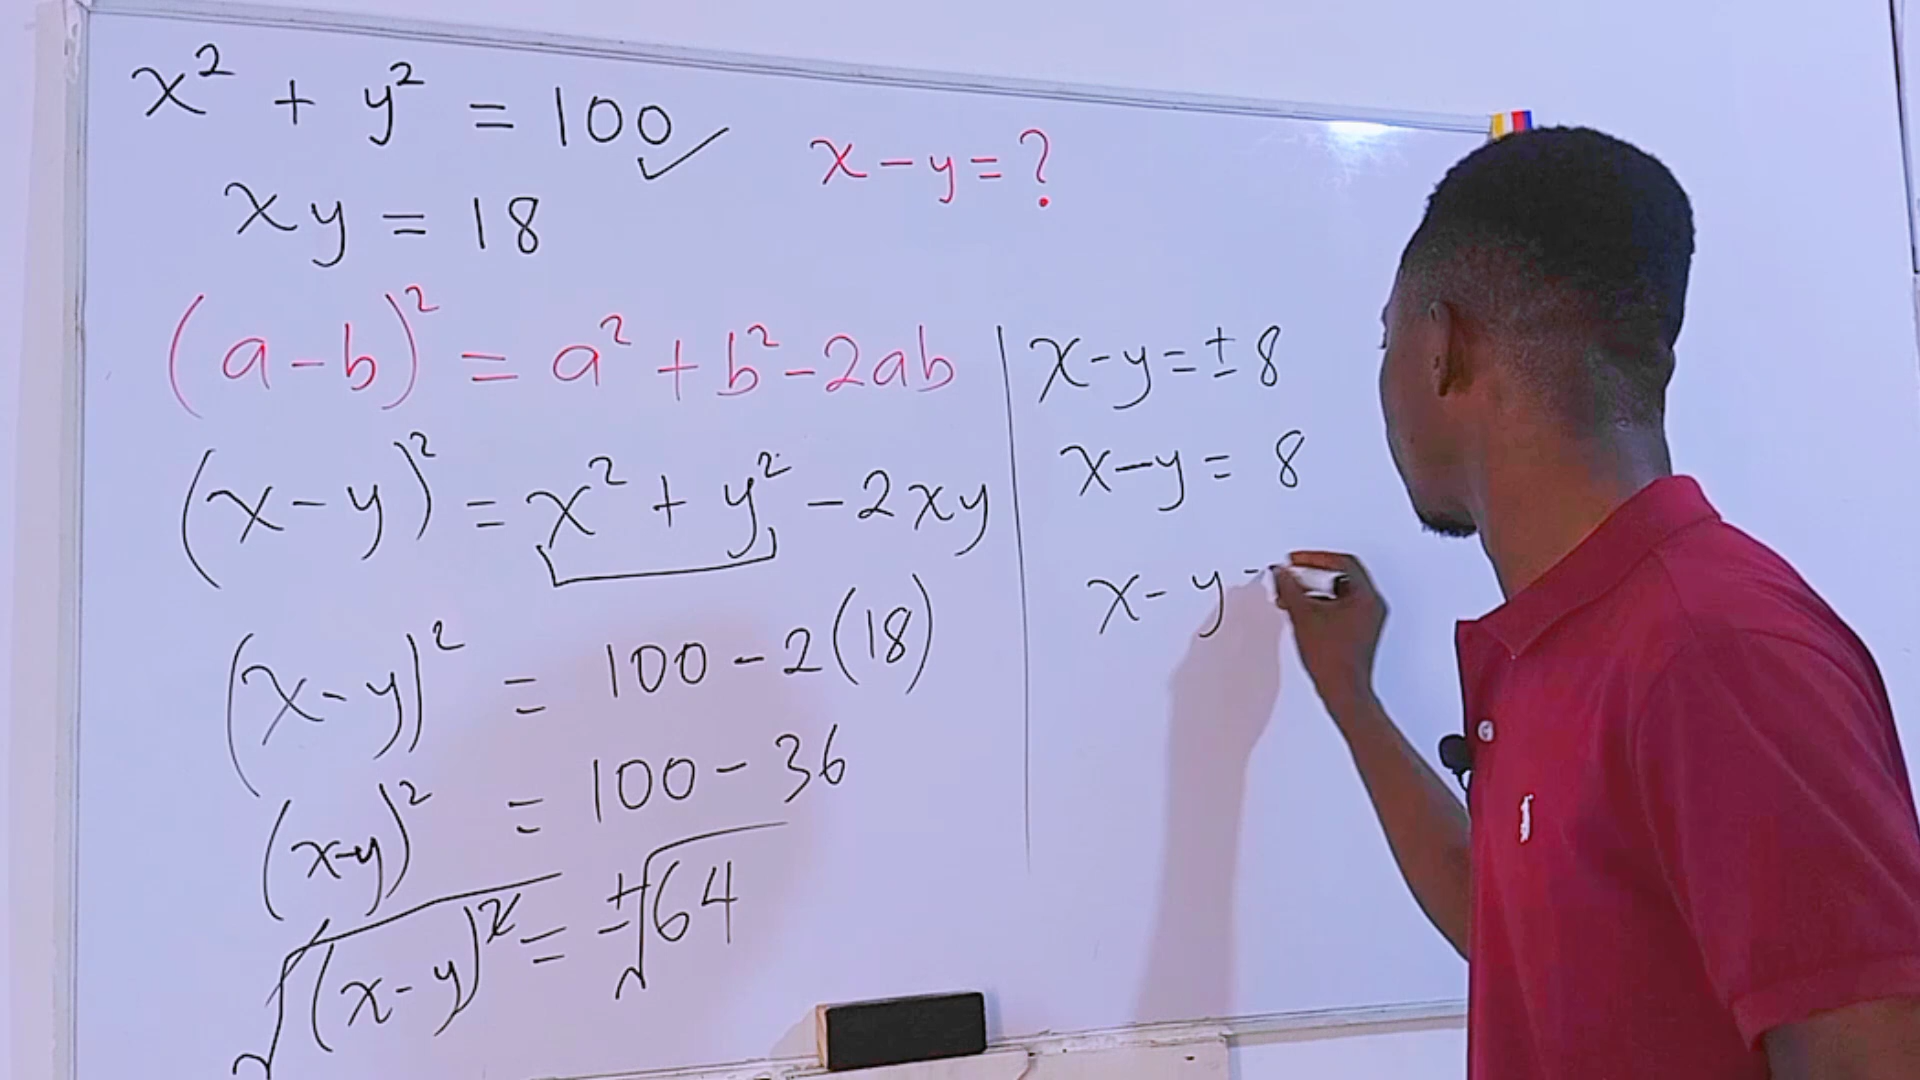 x² + y² = 100 ✓
xy = 18
x - y = ?
(a - b)² = a² + b² - 2ab
(x - y)² = x² + y² - 2xy
(x - y)² = 100 - 2(18)
(x - y)² = 100 - 36
√(x - y)² = ±√64
x - y = ± 8
x - y = 8
x - y -